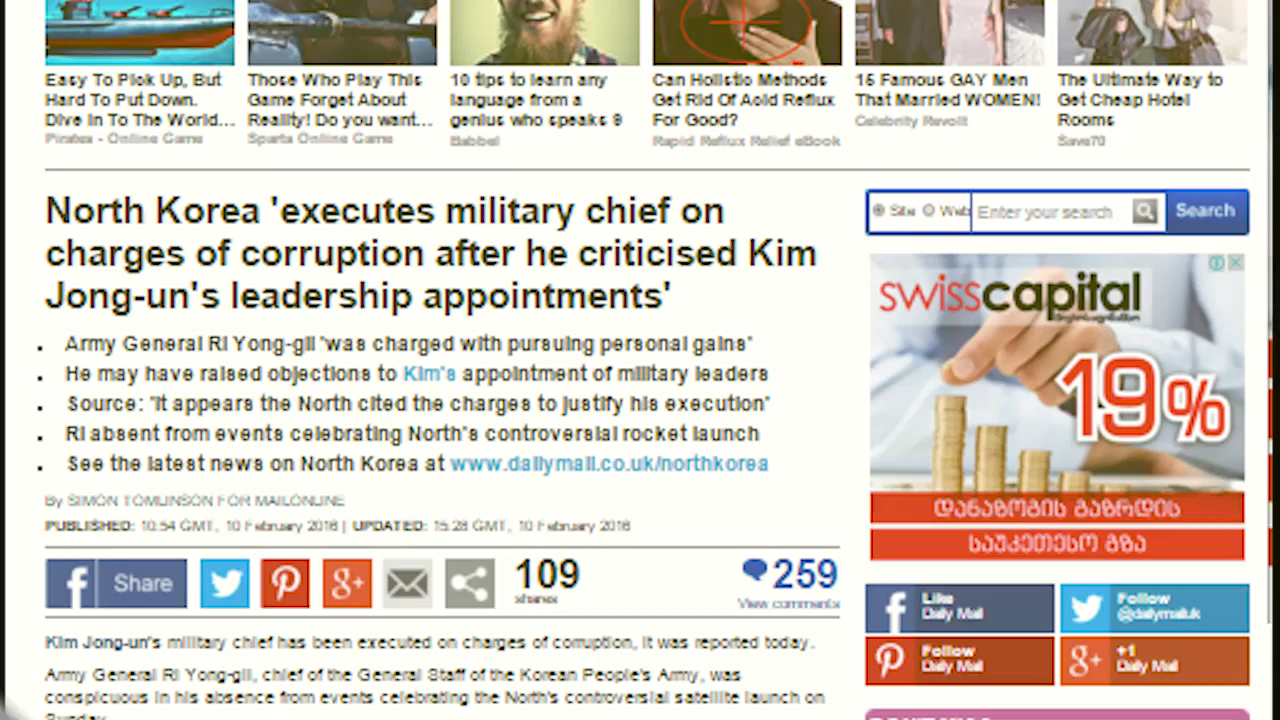 Easy To Pick Up, But
Hard To Put Down.
Dive In To The World...
Pirates - Online Game
Those Who Play This
Game Forget About
Reality! Do you want...
Sparta Online Game
10 tips to learn any
language from a
genius who speaks 9
Babbel
Can Holistic Methods
Get Rid Of Acid Reflux
For Good?
Rapid Reflux Relief eBook
15 Famous GAY Men
That Married WOMEN!
Celebrity Revolt
The Ultimate Way to
Get Cheap Hotel
Rooms
Save70
North Korea 'executes military chief on
charges of corruption after he criticised Kim
Jong-un's leadership appointments'
Army General Ri Yong-gil 'was charged with pursuing personal gains'
He may have raised objections to Kim's appointment of military leaders
Source: 'It appears the North cited the charges to justify his execution'
Ri absent from events celebrating North's controversial rocket launch
See the latest news on North Korea at www.dailymail.co.uk/northkorea
By SIMON TOMLINSON FOR MAILONLINE
PUBLISHED: 10:54 GMT, 10 February 2016 | UPDATED: 15:28 GMT, 10 February 2016
Share
109
shares
259
View comments
Kim Jong-un's military chief has been executed on charges of corruption, it was reported today.
Army General Ri Yong-gil, chief of the General Staff of the Korean People's Army, was
conspicuous in his absence from events celebrating the North's controversial satellite launch on
Sunday.
Site Web Enter your search Search
swisscapital
19%
დანაზოგის გაზრდის
საუკეთესო გზა
Like
Daily Mail
Follow
@dailymailuk
Follow
Daily Mail
+1
Daily Mail